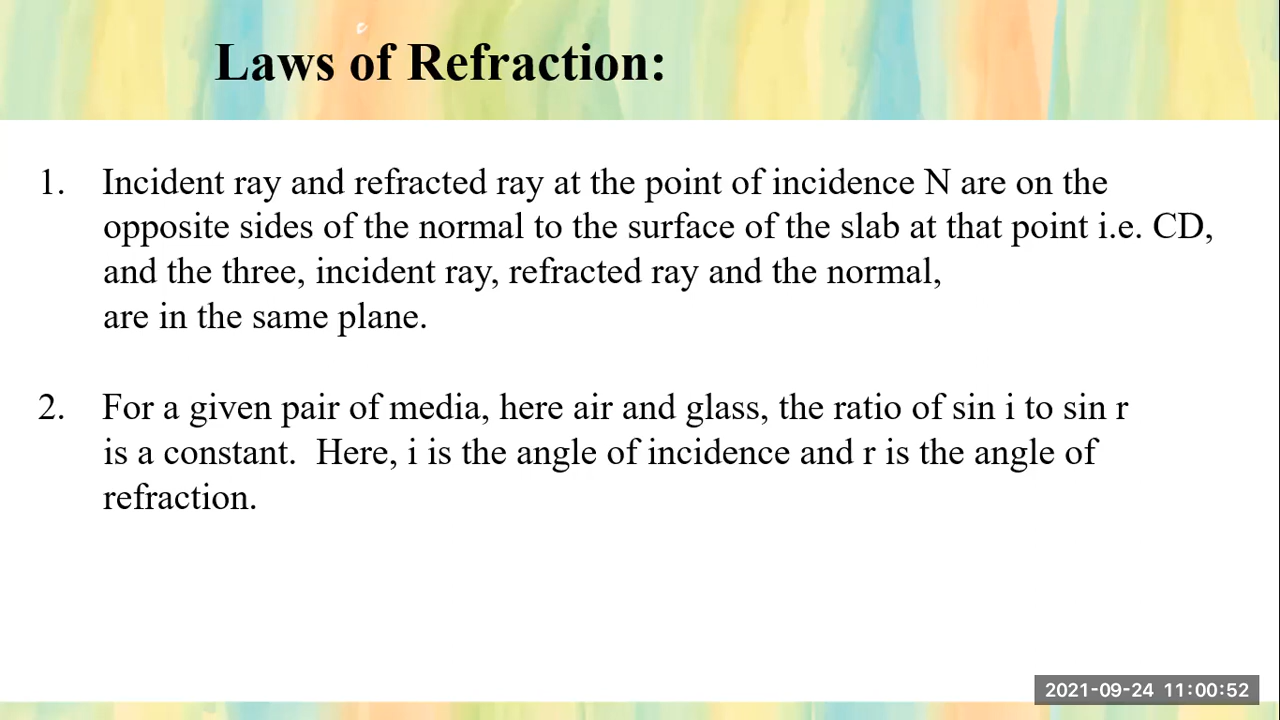 Laws of Refraction:
1. Incident ray and refracted ray at the point of incidence N are on the
opposite sides of the normal to the surface of the slab at that point i.e. CD,
and the three, incident ray, refracted ray and the normal,
are in the same plane.
2. For a given pair of media, here air and glass, the ratio of sin i to sin r
is a constant.  Here, i is the angle of incidence and r is the angle of
refraction.
2021-09-24 11:00:52